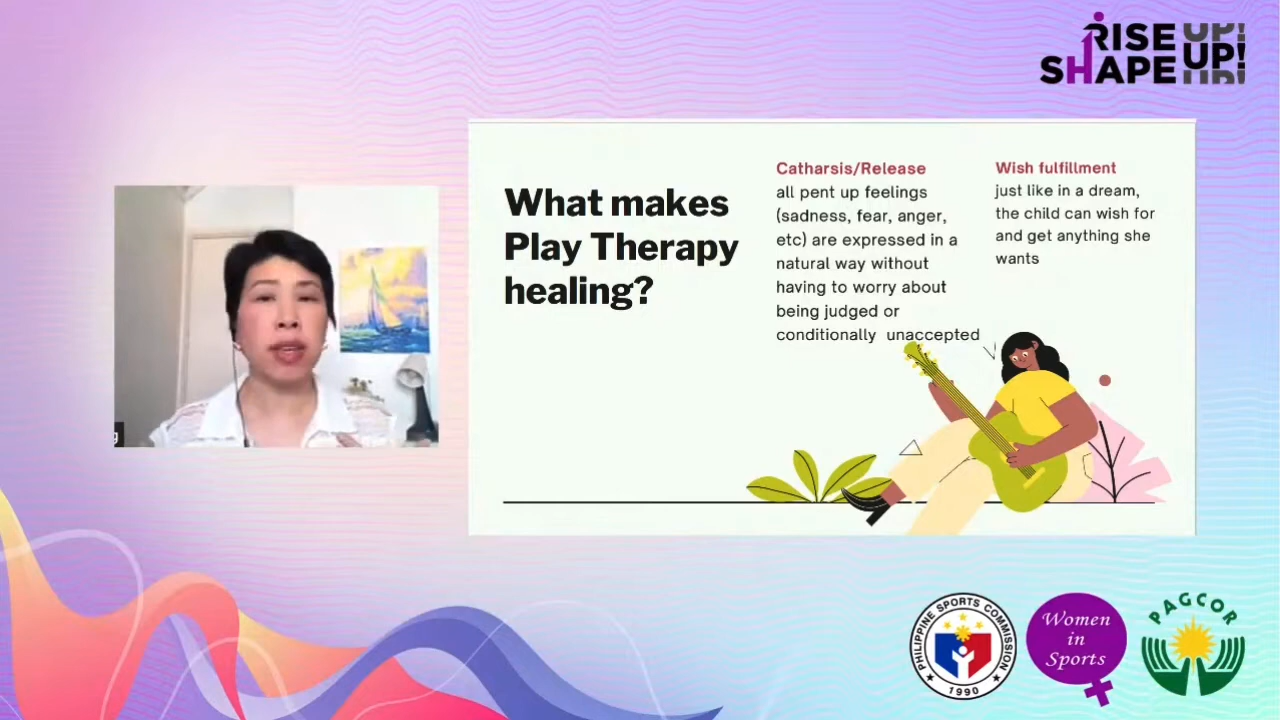 RISE UP!
SHAPE UP!
What makes
Play Therapy
healing?
Catharsis/Release
all pent up feelings
(sadness, fear, anger,
etc) are expressed in a
natural way without
having to worry about
being judged or
conditionally unaccepted
Wish fulfillment
just like in a dream,
the child can wish for
and get anything she
wants
g
PHILIPPINE SPORTS COMMISSION
1990
Women
in
Sports
PAGCOR